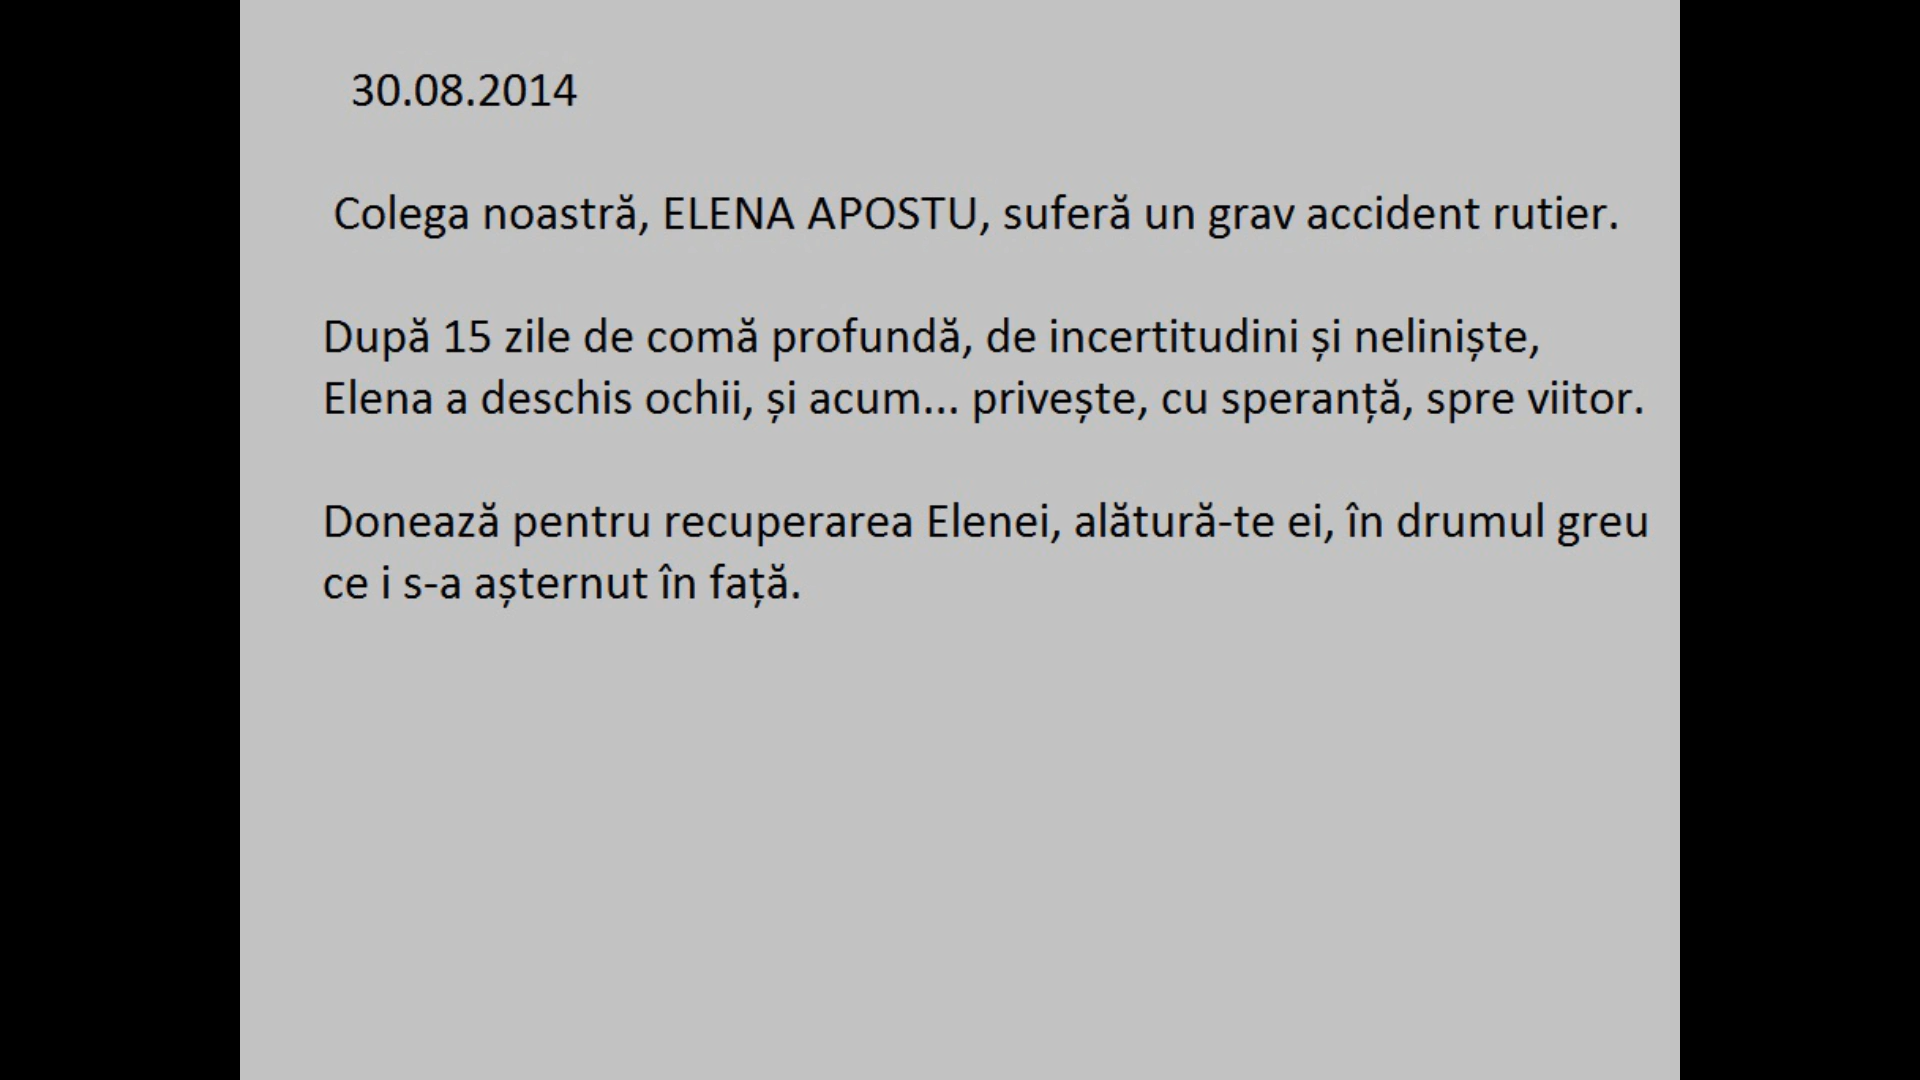 30.08.2014
Colega noastră, ELENA APOSTU, suferă un grav accident rutier.
După 15 zile de comă profundă, de incertitudini și neliniște,
Elena a deschis ochii, și acum... privește, cu speranță, spre viitor.
Donează pentru recuperarea Elenei, alătură-te ei, în drumul greu
ce i s-a așternut în față.